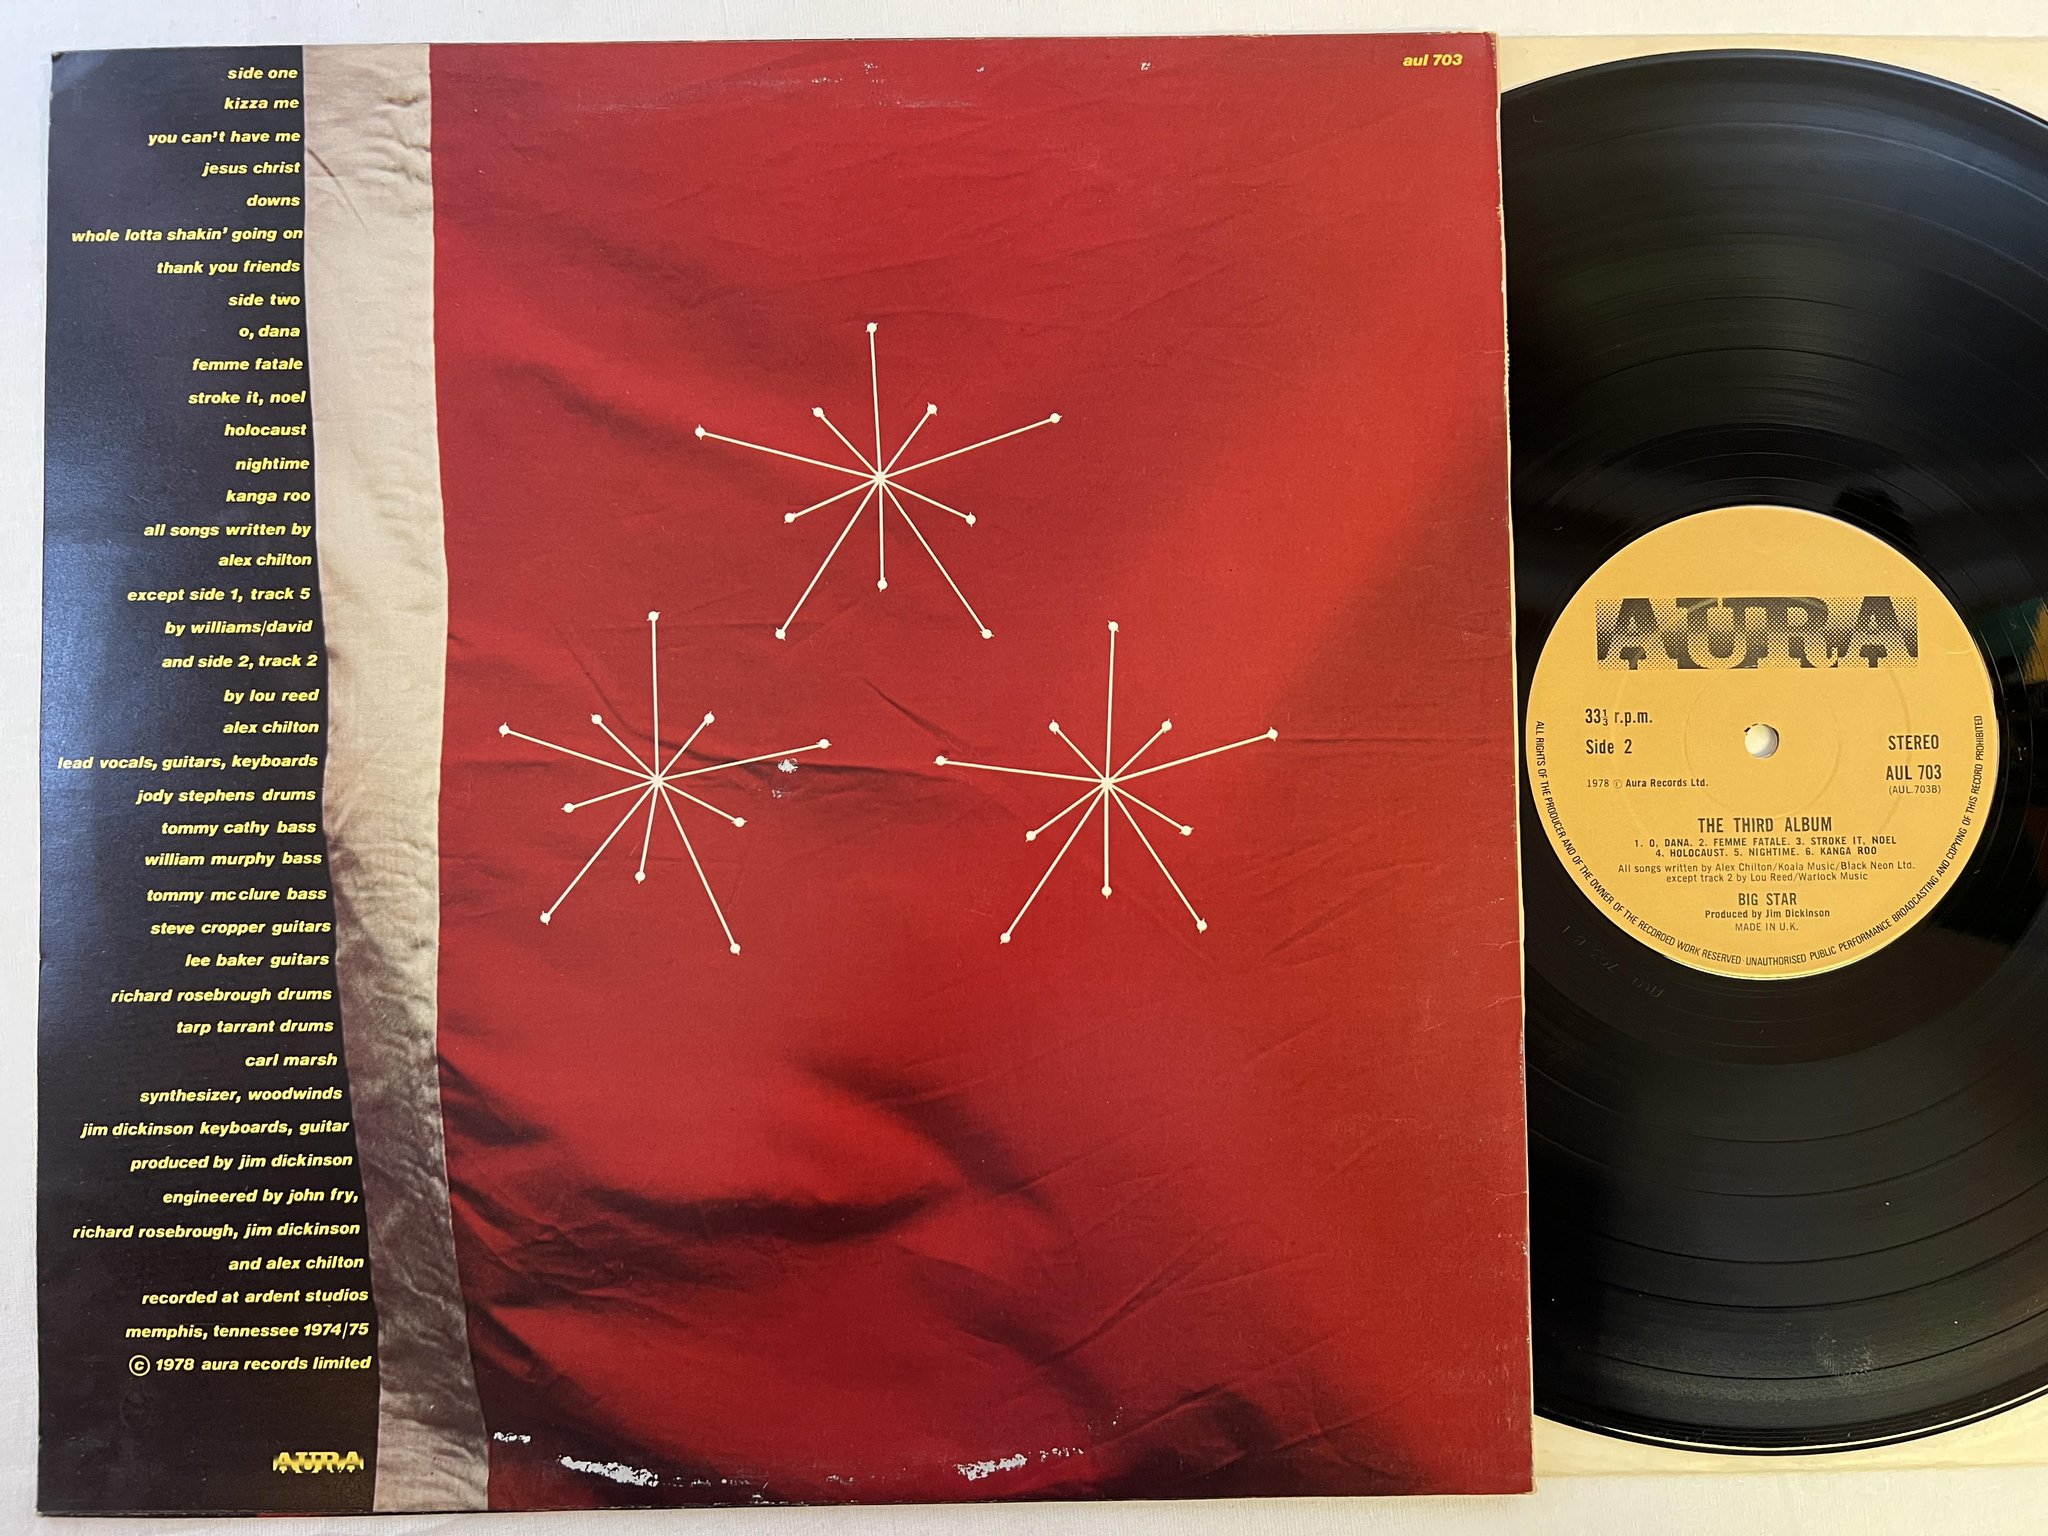 side one
kizza me
you can't have me
jesus christ
downs
whole lotta shakin' going on
thank you friends
side two
o, dana
femme fatale
stroke it, noel
holocaust
nightime
kanga roo
all songs written by
alex chilton
except side 1, track 5
by williams/david
and side 2, track 2
by lou reed
alex chilton
lead vocals, guitars, keyboards
jody stephens drums
tommy cathy bass
william murphy bass
tommy mc clure bass
steve cropper guitars
lee baker guitars
richard rosebrough drums
tarp tarrant drums
carl marsh
synthesizer, woodwinds
jim dickinson keyboards, guitar
produced by jim dickinson
engineered by john fry,
richard rosebrough, jim dickinson
and alex chilton
recorded at ardent studios
memphis, tennessee 1974/75
© 1978 aura records limited
AURA
aul 703
AURA
33⅓ r.p.m.
Side 2
STEREO
AUL 703
(AUL.703B)
1978 Ⓟ Aura Records Ltd.
THE THIRD ALBUM
1. O, DANA. 2. FEMME FATALE. 3. STROKE IT, NOEL
4. HOLOCAUST. 5. NIGHTIME. 6. KANGA ROO
All songs written by Alex Chilton/Koala Music/Black Neon Ltd.
except track 2 by Lou Reed/Warlock Music
BIG STAR
Produced by Jim Dickinson
MADE IN U.K.
ALL RIGHTS OF THE PRODUCER AND OF THE OWNER OF THE RECORDED WORK RESERVED · UNAUTHORISED PUBLIC PERFORMANCE BROADCASTING AND COPYING OF THIS RECORD PROHIBITED